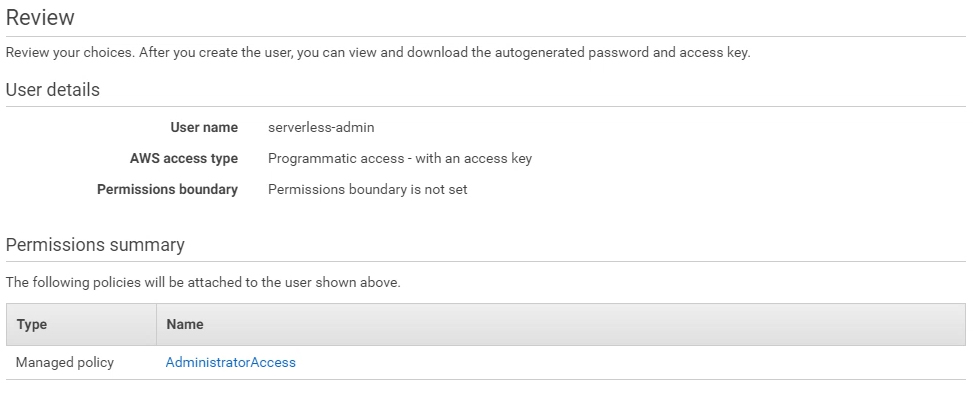 Review
Review your choices. After you create the user, you can view and download the autogenerated password and access key.
User details
User name serverless-admin
AWS access type Programmatic access - with an access key
Permissions boundary Permissions boundary is not set
Permissions summary
The following policies will be attached to the user shown above.
Type Name
Managed policy AdministratorAccess